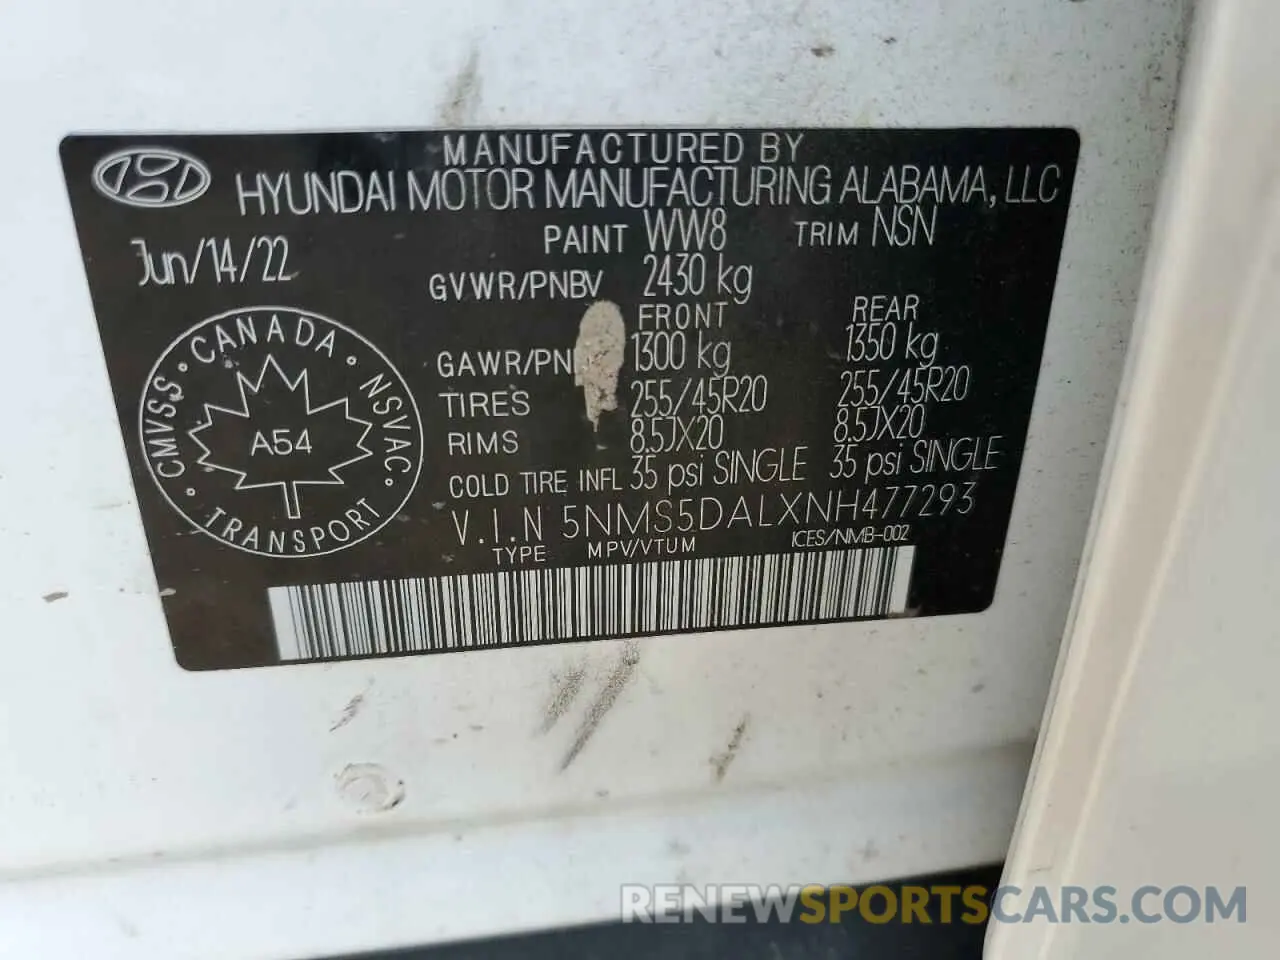 MANUFACTURED BY
HYUNDAI MOTOR MANUFACTURING ALABAMA, LLC
Jun/14/22
PAINT WW8 TRIM NSN
GVWR/PNBV 2430 kg
FRONT REAR
GAWR/PN 1300 kg 1350 kg
TIRES 255/45R20 255/45R20
RIMS 8.5JX20 8.5JX20
COLD TIRE INFL 35 psi SINGLE 35 psi SINGLE
V.I.N 5NMS5DALXNH477293
TYPE MPV/VTUM ICES/NMB-002
CMVSS • CANADA • NSVAC • TRANSPORT •
A54
RENEWSPORTSCARS.COM/2023